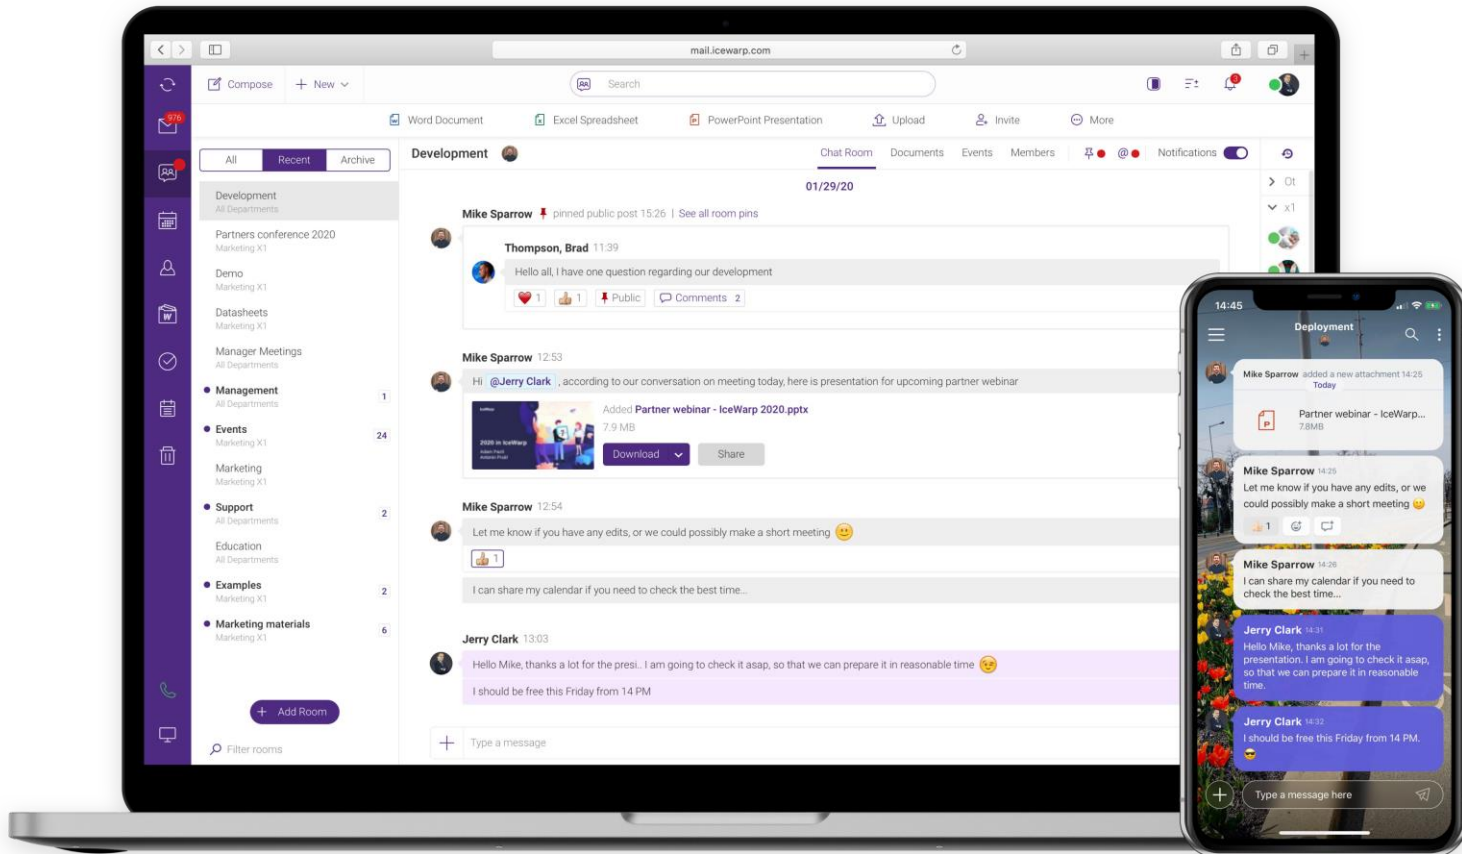 mail.icewarp.com
Compose
New
Search
3
976
Word Document
Excel Spreadsheet
PowerPoint Presentation
Upload
Invite
More
All
Recent
Archive
Development
All Departments
Partners conference 2020
Marketing X1
Demo
Marketing X1
Datasheets
Marketing X1
Manager Meetings
All Departments
Management
1
All Departments
Events
24
Marketing X1
Marketing
Marketing X1
Support
2
All Departments
Education
All Departments
Examples
2
Marketing X1
Marketing materials
6
Marketing X1
+ Add Room
Filter rooms
Development
Chat Room
Documents
Events
Members
@
Notifications
01/29/20
Ot
x1
Mike Sparrow pinned public post 15:26 | See all room pins
Thompson, Brad 11:39
Hello all, I have one question regarding our development
1
1
Public
Comments 2
Mike Sparrow 12:53
Hi @Jerry Clark , according to our conversation on meeting today, here is presentation for upcoming partner webinar
2020 in IceWarp
Added Partner webinar - IceWarp 2020.pptx
7.9 MB
Download
Share
Mike Sparrow 12:54
Let me know if you have any edits, or we could possibly make a short meeting
1
I can share my calendar if you need to check the best time...
Jerry Clark 13:03
Hello Mike, thanks a lot for the presi.. I am going to check it asap, so that we can prepare it in reasonable time
I should be free this Friday from 14 PM
Type a message
14:45
Deployment
Mike Sparrow added a new attachment 14:25
Today
Partner webinar - IceWarp...
7.8MB
Mike Sparrow 14:25
Let me know if you have any edits, or we
could possibly make a short meeting
1
Mike Sparrow 14:26
I can share my calendar if you need to
check the best time...
Jerry Clark 14:31
Hello Mike, thanks a lot for the
presentation. I am going to check it asap,
so that we can prepare it in reasonable
time.
Jerry Clark 14:32
I should be free this Friday from 14 PM.
Type a message here